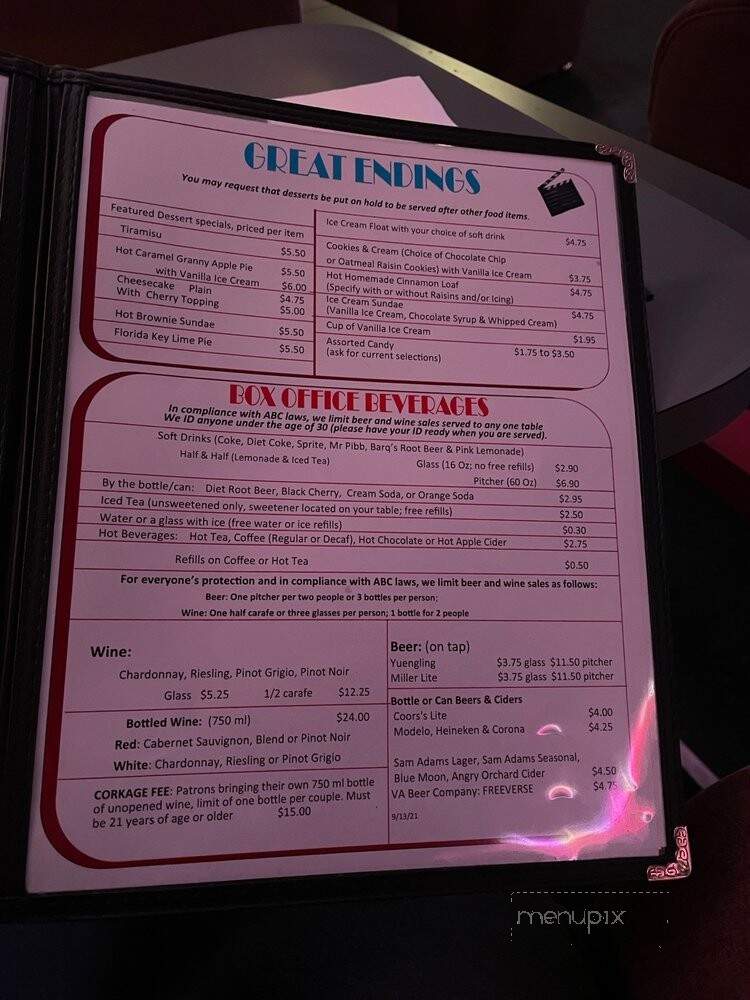 GREAT ENDINGS
You may request that desserts be put on hold to be served after other food items.
Featured Dessert specials, priced per item
Tiramisu $5.50
Hot Caramel Granny Apple Pie $5.50
with Vanilla Ice Cream $6.00
Cheesecake Plain $4.75
With Cherry Topping $5.00
Hot Brownie Sundae $5.50
Florida Key Lime Pie $5.50
Ice Cream Float with your choice of soft drink $4.75
Cookies & Cream (Choice of Chocolate Chip
or Oatmeal Raisin Cookies) with Vanilla Ice Cream $3.75
Hot Homemade Cinnamon Loaf $4.75
(Specify with or without Raisins and/or Icing)
Ice Cream Sundae
(Vanilla Ice Cream, Chocolate Syrup & Whipped Cream) $4.75
Cup of Vanilla Ice Cream $1.95
Assorted Candy $1.75 to $3.50
(ask for current selections)
BOX OFFICE BEVERAGES
In compliance with ABC laws, we limit beer and wine sales served to any one table
We ID anyone under the age of 30 (please have your ID ready when you are served).
Soft Drinks (Coke, Diet Coke, Sprite, Mr Pibb, Barq's Root Beer & Pink Lemonade)
Half & Half (Lemonade & Iced Tea) Glass (16 Oz; no free refills) $2.90
Pitcher (60 Oz) $6.90
By the bottle/can: Diet Root Beer, Black Cherry, Cream Soda, or Orange Soda $2.95
Iced Tea (unsweetened only, sweetener located on your table; free refills) $2.50
Water or a glass with ice (free water or ice refills) $0.30
Hot Beverages: Hot Tea, Coffee (Regular or Decaf), Hot Chocolate or Hot Apple Cider $2.75
Refills on Coffee or Hot Tea $0.50
For everyone's protection and in compliance with ABC laws, we limit beer and wine sales as follows:
Beer: One pitcher per two people or 3 bottles per person;
Wine: One half carafe or three glasses per person; 1 bottle for 2 people
Wine:
Chardonnay, Riesling, Pinot Grigio, Pinot Noir
Glass $5.25 1/2 carafe $12.25
Bottled Wine: (750 ml) $24.00
Red: Cabernet Sauvignon, Blend or Pinot Noir
White: Chardonnay, Riesling or Pinot Grigio
CORKAGE FEE: Patrons bringing their own 750 ml bottle
of unopened wine, limit of one bottle per couple. Must
be 21 years of age or older $15.00
Beer: (on tap)
Yuengling $3.75 glass $11.50 pitcher
Miller Lite $3.75 glass $11.50 pitcher
Bottle or Can Beers & Ciders
Coors's Lite $4.00
Modelo, Heineken & Corona $4.25
Sam Adams Lager, Sam Adams Seasonal,
Blue Moon, Angry Orchard Cider $4.50
VA Beer Company: FREEVERSE $4.75
9/13/21
menupix